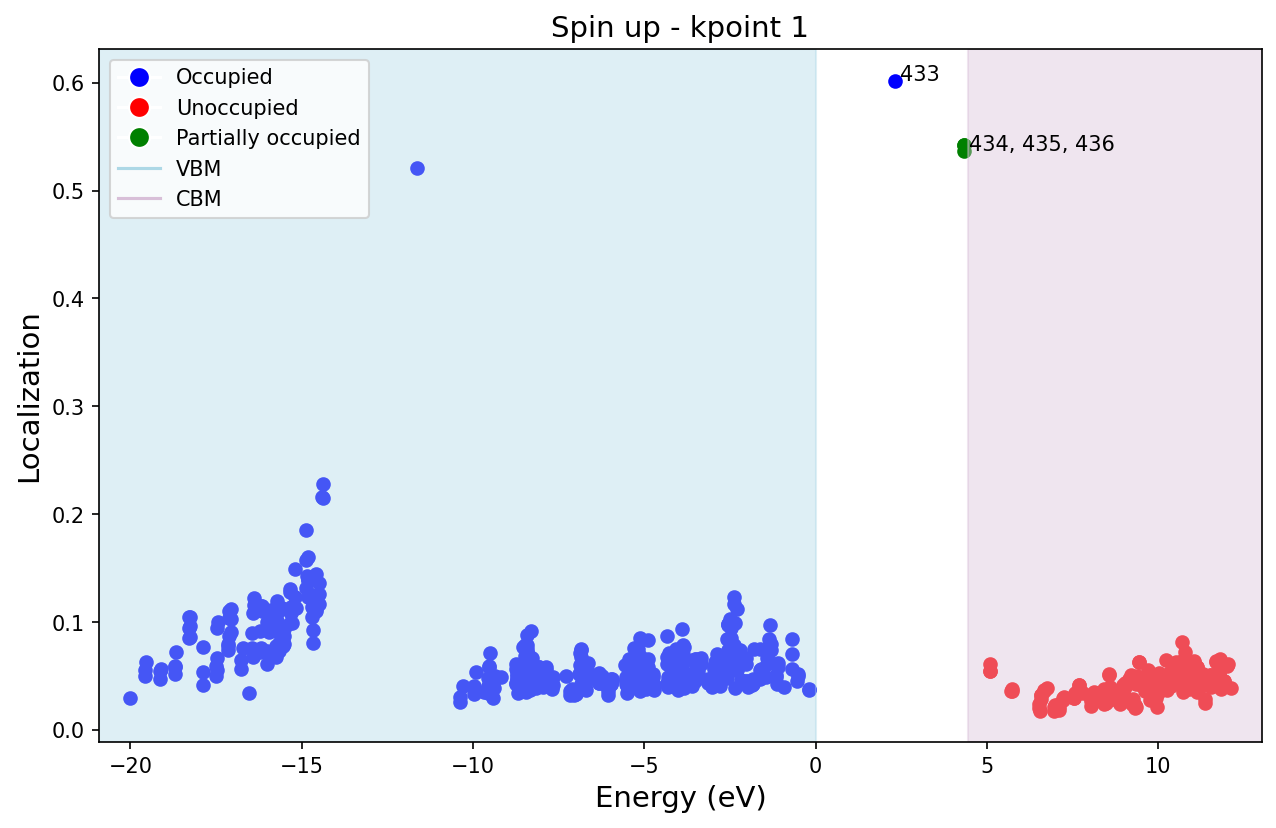 Spin up - kpoint 1
Occupied
Unoccupied
Partially occupied
VBM
CBM
433
434, 435, 436
0.6
0.5
0.4
0.3
0.2
0.1
0.0
Localization
−20
−15
−10
−5
0
5
10
Energy (eV)